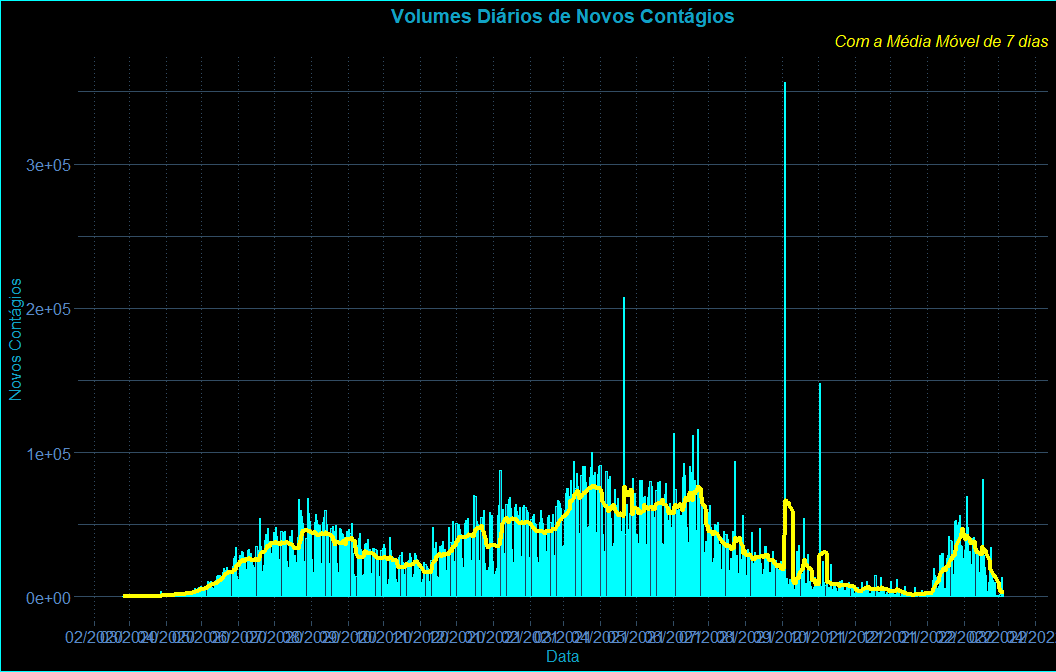 Volumes Diários de Novos Contágios
Com a Média Móvel de 7 dias
3e+05
2e+05
1e+05
0e+00
Novos Contágios
Data